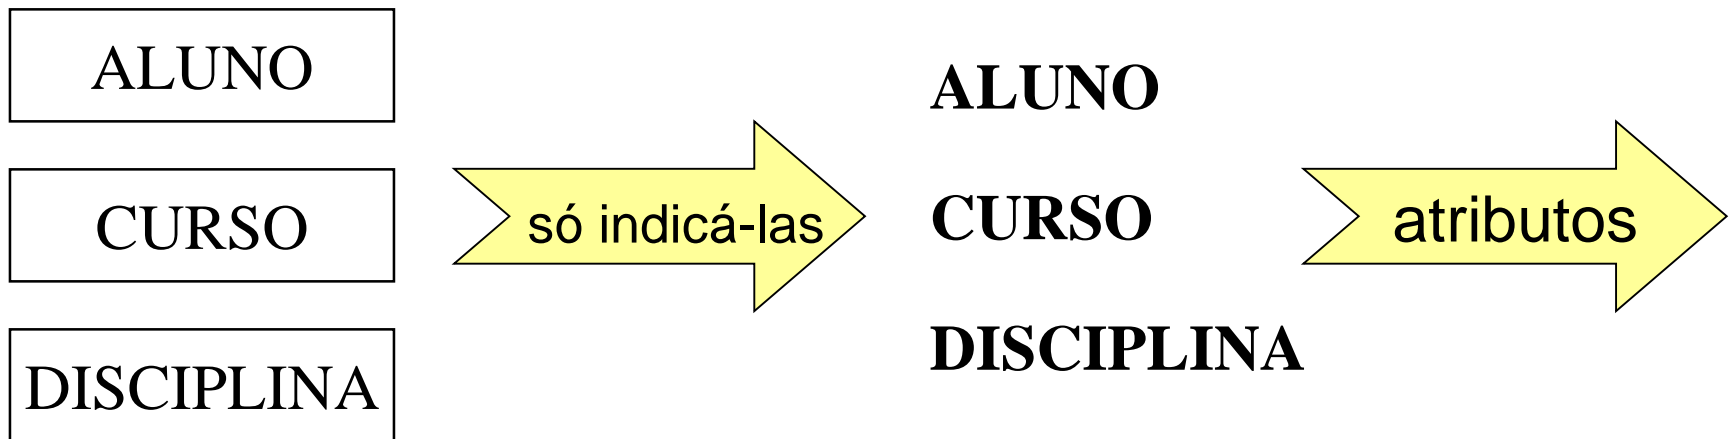 ALUNO
CURSO
DISCIPLINA
só indicá-las
ALUNO
CURSO
DISCIPLINA
atributos